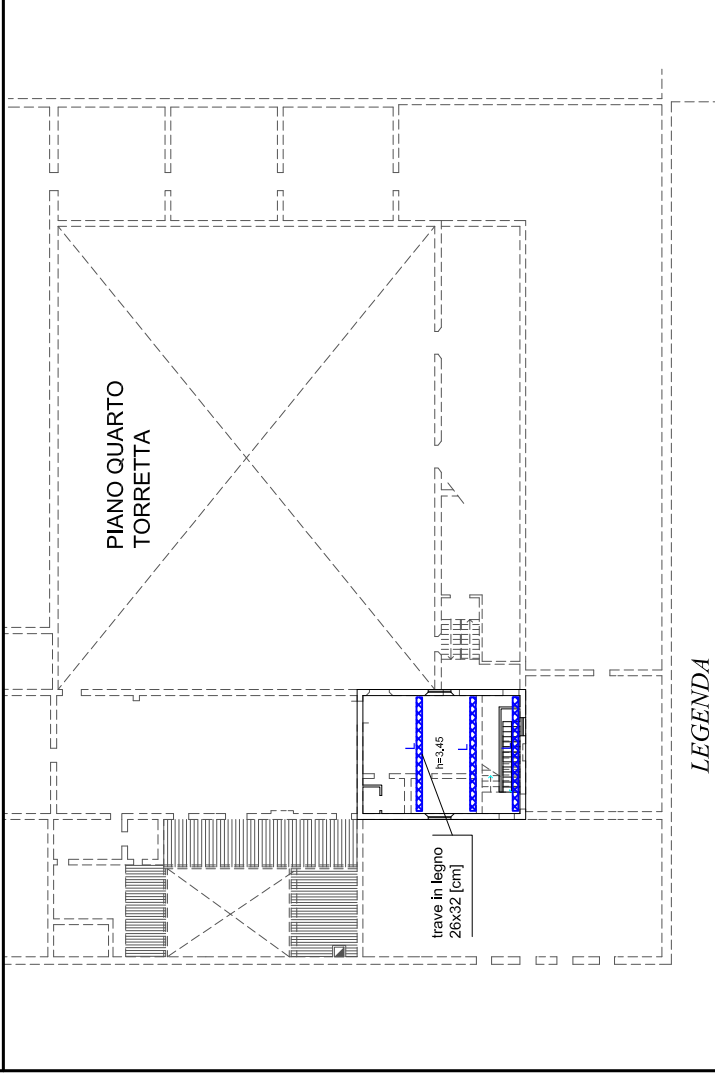 PIANO QUARTO
TORRETTA
L
h=3.45
L
trave in legno
26x32 [cm]
LEGENDA